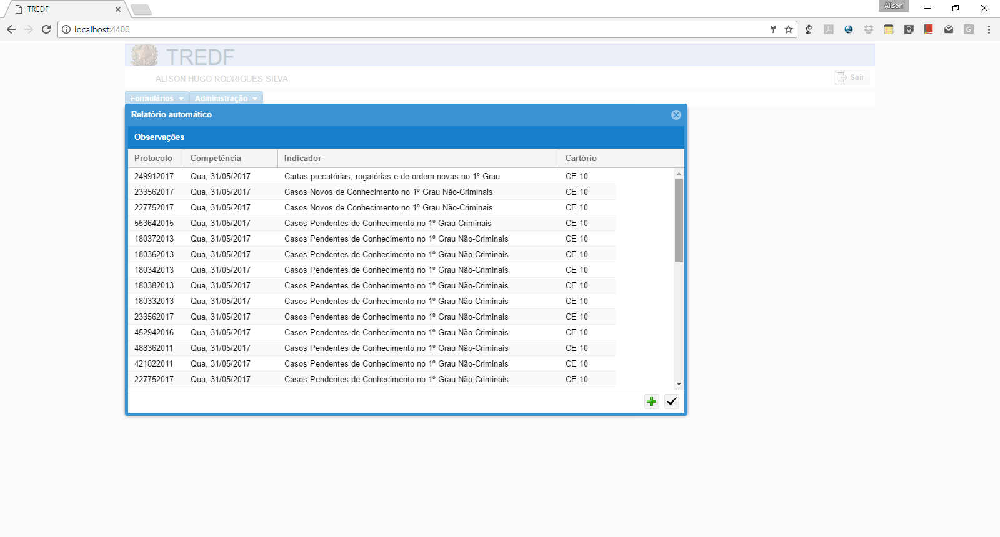 TREDF
Alison
localhost:4400
TREDF
ALISON HUGO RODRIGUES SILVA
Sair
Formulários Administração
Relatório automático
Observações
Protocolo Competência Indicador Cartório
249912017 Qua, 31/05/2017 Cartas precatórias, rogatórias e de ordem novas no 1º Grau CE 10
233562017 Qua, 31/05/2017 Casos Novos de Conhecimento no 1º Grau Não-Criminais CE 10
227752017 Qua, 31/05/2017 Casos Novos de Conhecimento no 1º Grau Não-Criminais CE 10
553642015 Qua, 31/05/2017 Casos Pendentes de Conhecimento no 1º Grau Criminais CE 10
180372013 Qua, 31/05/2017 Casos Pendentes de Conhecimento no 1º Grau Não-Criminais CE 10
180362013 Qua, 31/05/2017 Casos Pendentes de Conhecimento no 1º Grau Não-Criminais CE 10
180342013 Qua, 31/05/2017 Casos Pendentes de Conhecimento no 1º Grau Não-Criminais CE 10
180382013 Qua, 31/05/2017 Casos Pendentes de Conhecimento no 1º Grau Não-Criminais CE 10
180332013 Qua, 31/05/2017 Casos Pendentes de Conhecimento no 1º Grau Não-Criminais CE 10
233562017 Qua, 31/05/2017 Casos Pendentes de Conhecimento no 1º Grau Não-Criminais CE 10
452942016 Qua, 31/05/2017 Casos Pendentes de Conhecimento no 1º Grau Não-Criminais CE 10
488362011 Qua, 31/05/2017 Casos Pendentes de Conhecimento no 1º Grau Não-Criminais CE 10
421822011 Qua, 31/05/2017 Casos Pendentes de Conhecimento no 1º Grau Não-Criminais CE 10
227752017 Qua, 31/05/2017 Casos Pendentes de Conhecimento no 1º Grau Não-Criminais CE 10